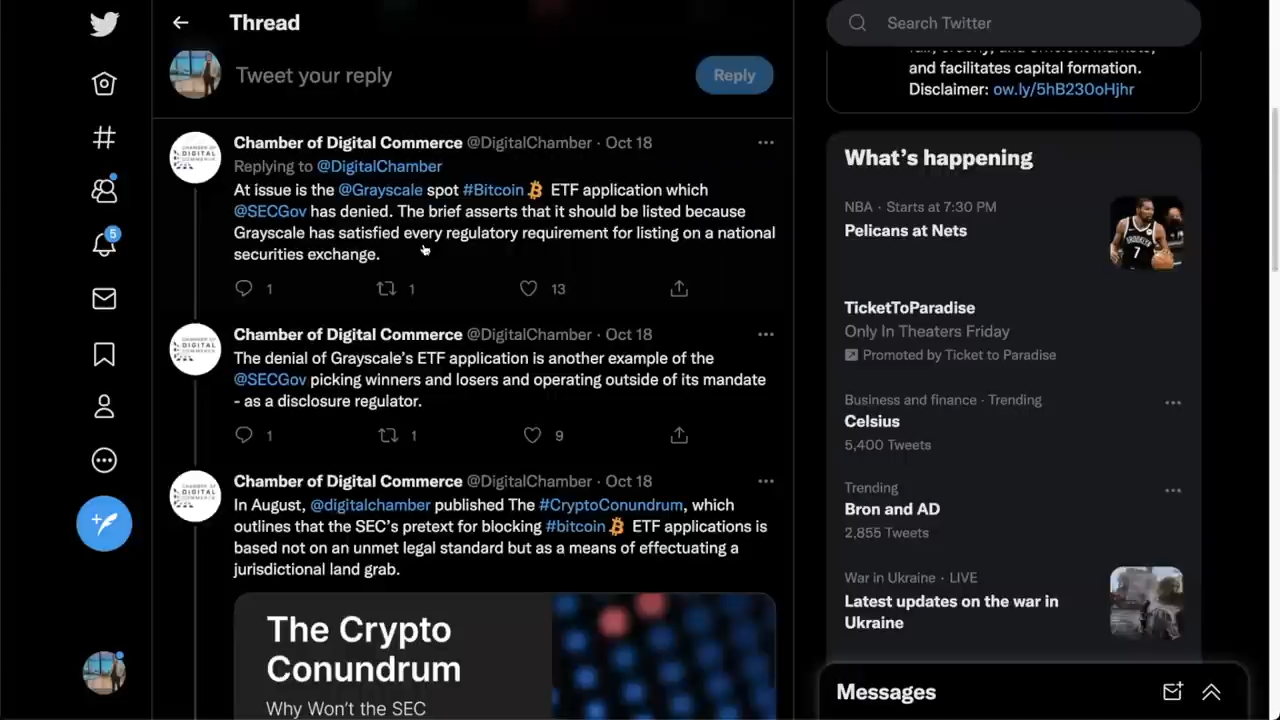 Thread
Tweet your reply
Reply
Chamber of Digital Commerce @DigitalChamber · Oct 18
Replying to @DigitalChamber
At issue is the @Grayscale spot #Bitcoin ETF application which
@SECGov has denied. The brief asserts that it should be listed because
Grayscale has satisfied every regulatory requirement for listing on a national
securities exchange.
1 1 13
Chamber of Digital Commerce @DigitalChamber · Oct 18
The denial of Grayscale's ETF application is another example of the
@SECGov picking winners and losers and operating outside of its mandate
- as a disclosure regulator.
1 1 9
Chamber of Digital Commerce @DigitalChamber · Oct 18
In August, @digitalchamber published The #CryptoConundrum, which
outlines that the SEC's pretext for blocking #bitcoin ETF applications is
based not on an unmet legal standard but as a means of effectuating a
jurisdictional land grab.
The Crypto
Conundrum
Why Won't the SEC
5
Search Twitter
and facilitates capital formation.
Disclaimer: ow.ly/5hB230oHjhr
What's happening
NBA · Starts at 7:30 PM
Pelicans at Nets
TicketToParadise
Only In Theaters Friday
Promoted by Ticket to Paradise
Business and finance · Trending
Celsius
5,400 Tweets
Trending
Bron and AD
2,855 Tweets
War in Ukraine · LIVE
Latest updates on the war in
Ukraine
Messages